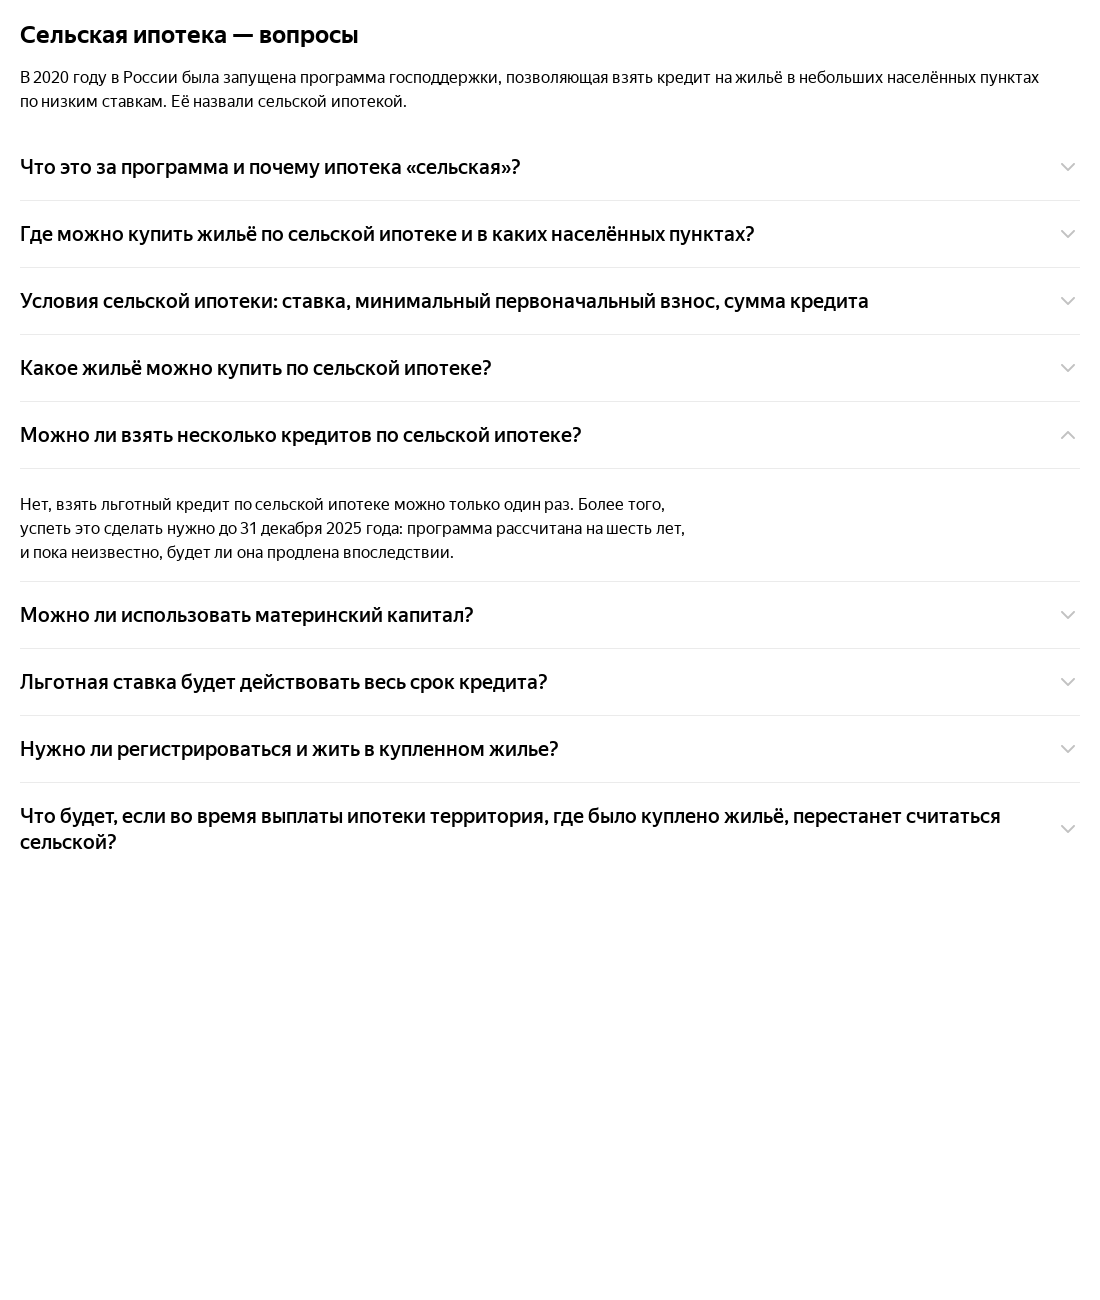 Сельская ипотека — вопросы
В 2020 году в России была запущена программа господдержки, позволяющая взять кредит на жильё в небольших населённых пунктах
по низким ставкам. Её назвали сельской ипотекой.
Что это за программа и почему ипотека «сельская»?
Где можно купить жильё по сельской ипотеке и в каких населённых пунктах?
Условия сельской ипотеки: ставка, минимальный первоначальный взнос, сумма кредита
Какое жильё можно купить по сельской ипотеке?
Можно ли взять несколько кредитов по сельской ипотеке?
Нет, взять льготный кредит по сельской ипотеке можно только один раз. Более того,
успеть это сделать нужно до 31 декабря 2025 года: программа рассчитана на шесть лет,
и пока неизвестно, будет ли она продлена впоследствии.
Можно ли использовать материнский капитал?
Льготная ставка будет действовать весь срок кредита?
Нужно ли регистрироваться и жить в купленном жилье?
Что будет, если во время выплаты ипотеки территория, где было куплено жильё, перестанет считаться
сельской?